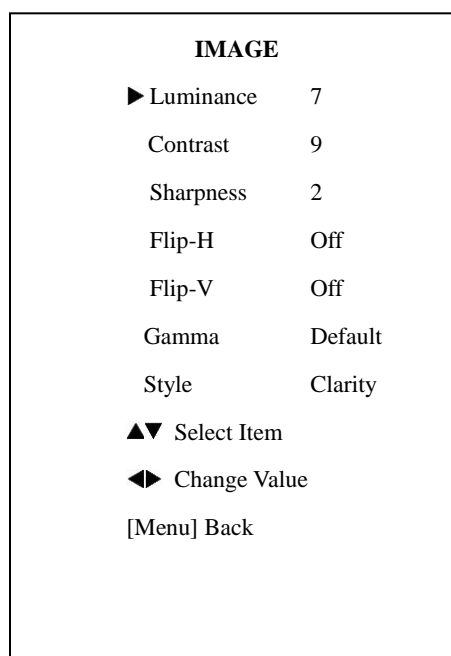 IMAGE
▶ Luminance 7
Contrast 9
Sharpness 2
Flip-H Off
Flip-V Off
Gamma Default
Style Clarity
▲▼ Select Item
◀▶ Change Value
[Menu] Back